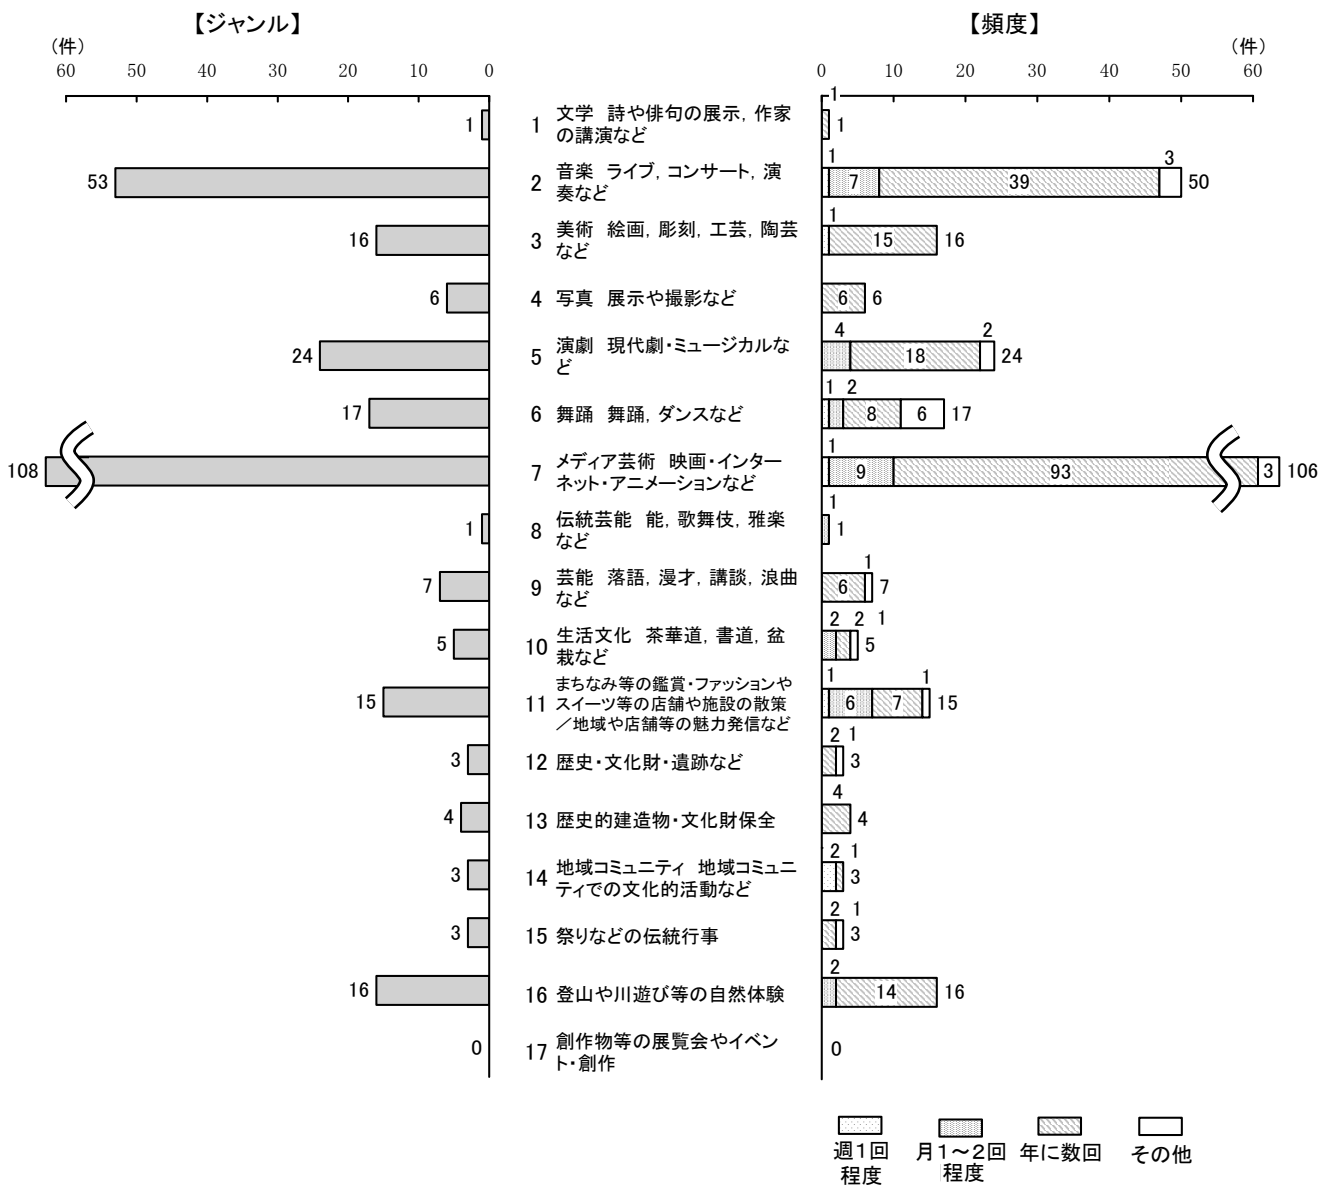 【ジャンル】
【頻度】
（件）
（件）
60 50 40 30 20 10 0
0 10 20 30 40 50 60
1
1 1 文学　詩や俳句の展示，作家 1
の講演など
1 3
53 2 音楽　ライブ，コンサート，演 7 39 50
奏など
1
16 3 美術　絵画，彫刻，工芸，陶芸 15 16
など
6 4 写真　展示や撮影など 6 6
4 2
24 5 演劇　現代劇・ミュージカルな 18 24
ど
1 2
17 6 舞踊　舞踊，ダンスなど 8 6 17
1
108 7 メディア芸術　映画・インター 9 93 3 106
ネット・アニメーションなど
1
1 8 伝統芸能　能，歌舞伎，雅楽 1
など
1
7 9 芸能　落語，漫才，講談，浪曲 6 7
など
2 2 1
5 10 生活文化　茶華道，書道，盆 5
栽など
1 1
まちなみ等の鑑賞・ファッションや
15 11 スイーツ等の店舗や施設の散策 6 7 15
／地域や店舗等の魅力発信など
2 1
3 12 歴史・文化財・遺跡など 3
4
4 13 歴史的建造物・文化財保全 4
2 1
3 14 地域コミュニティ　地域コミュニ 3
ティでの文化的活動など
2 1
3 15 祭りなどの伝統行事 3
2
16 16 登山や川遊び等の自然体験 14 16
0 17 創作物等の展覧会やイベン 0
ト・創作
週１回 月１～２回 年に数回 その他
程度 程度